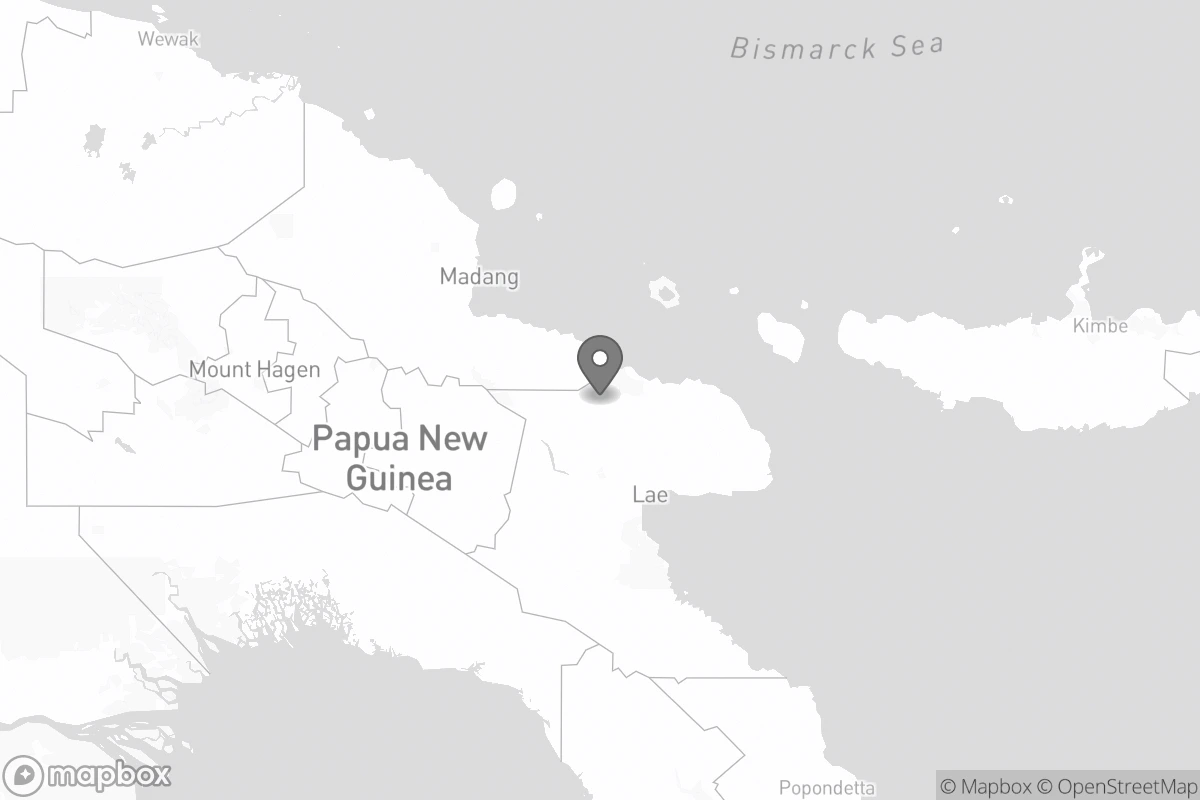 Wewak
Bismarck Sea
Madang
Kimbe
Mount Hagen
Papua New
Guinea
Lae
Popondetta
mapbox
© Mapbox © OpenStreetMap